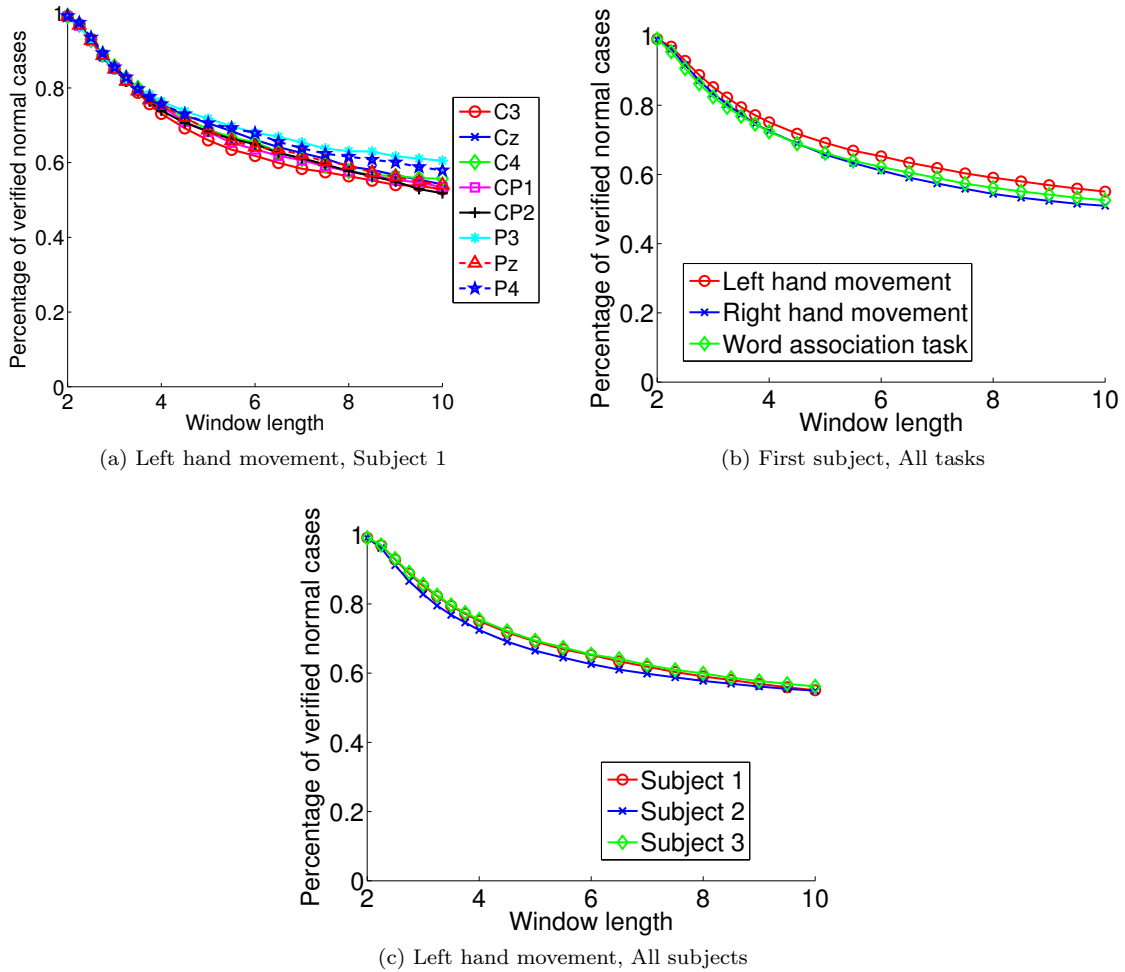 Percentage of verified normal cases
1
0.8
0.6
0.4
0.2
0
2 4 6 8 10
Window length
C3
Cz
C4
CP1
CP2
P3
Pz
P4
(a) Left hand movement, Subject 1
Percentage of verified normal cases
1
0.8
0.6
0.4
0.2
0
2 4 6 8 10
Window length
Left hand movement
Right hand movement
Word association task
(b) First subject, All tasks
Percentage of verified normal cases
1
0.8
0.6
0.4
0.2
0
2 4 6 8 10
Window length
Subject 1
Subject 2
Subject 3
(c) Left hand movement, All subjects